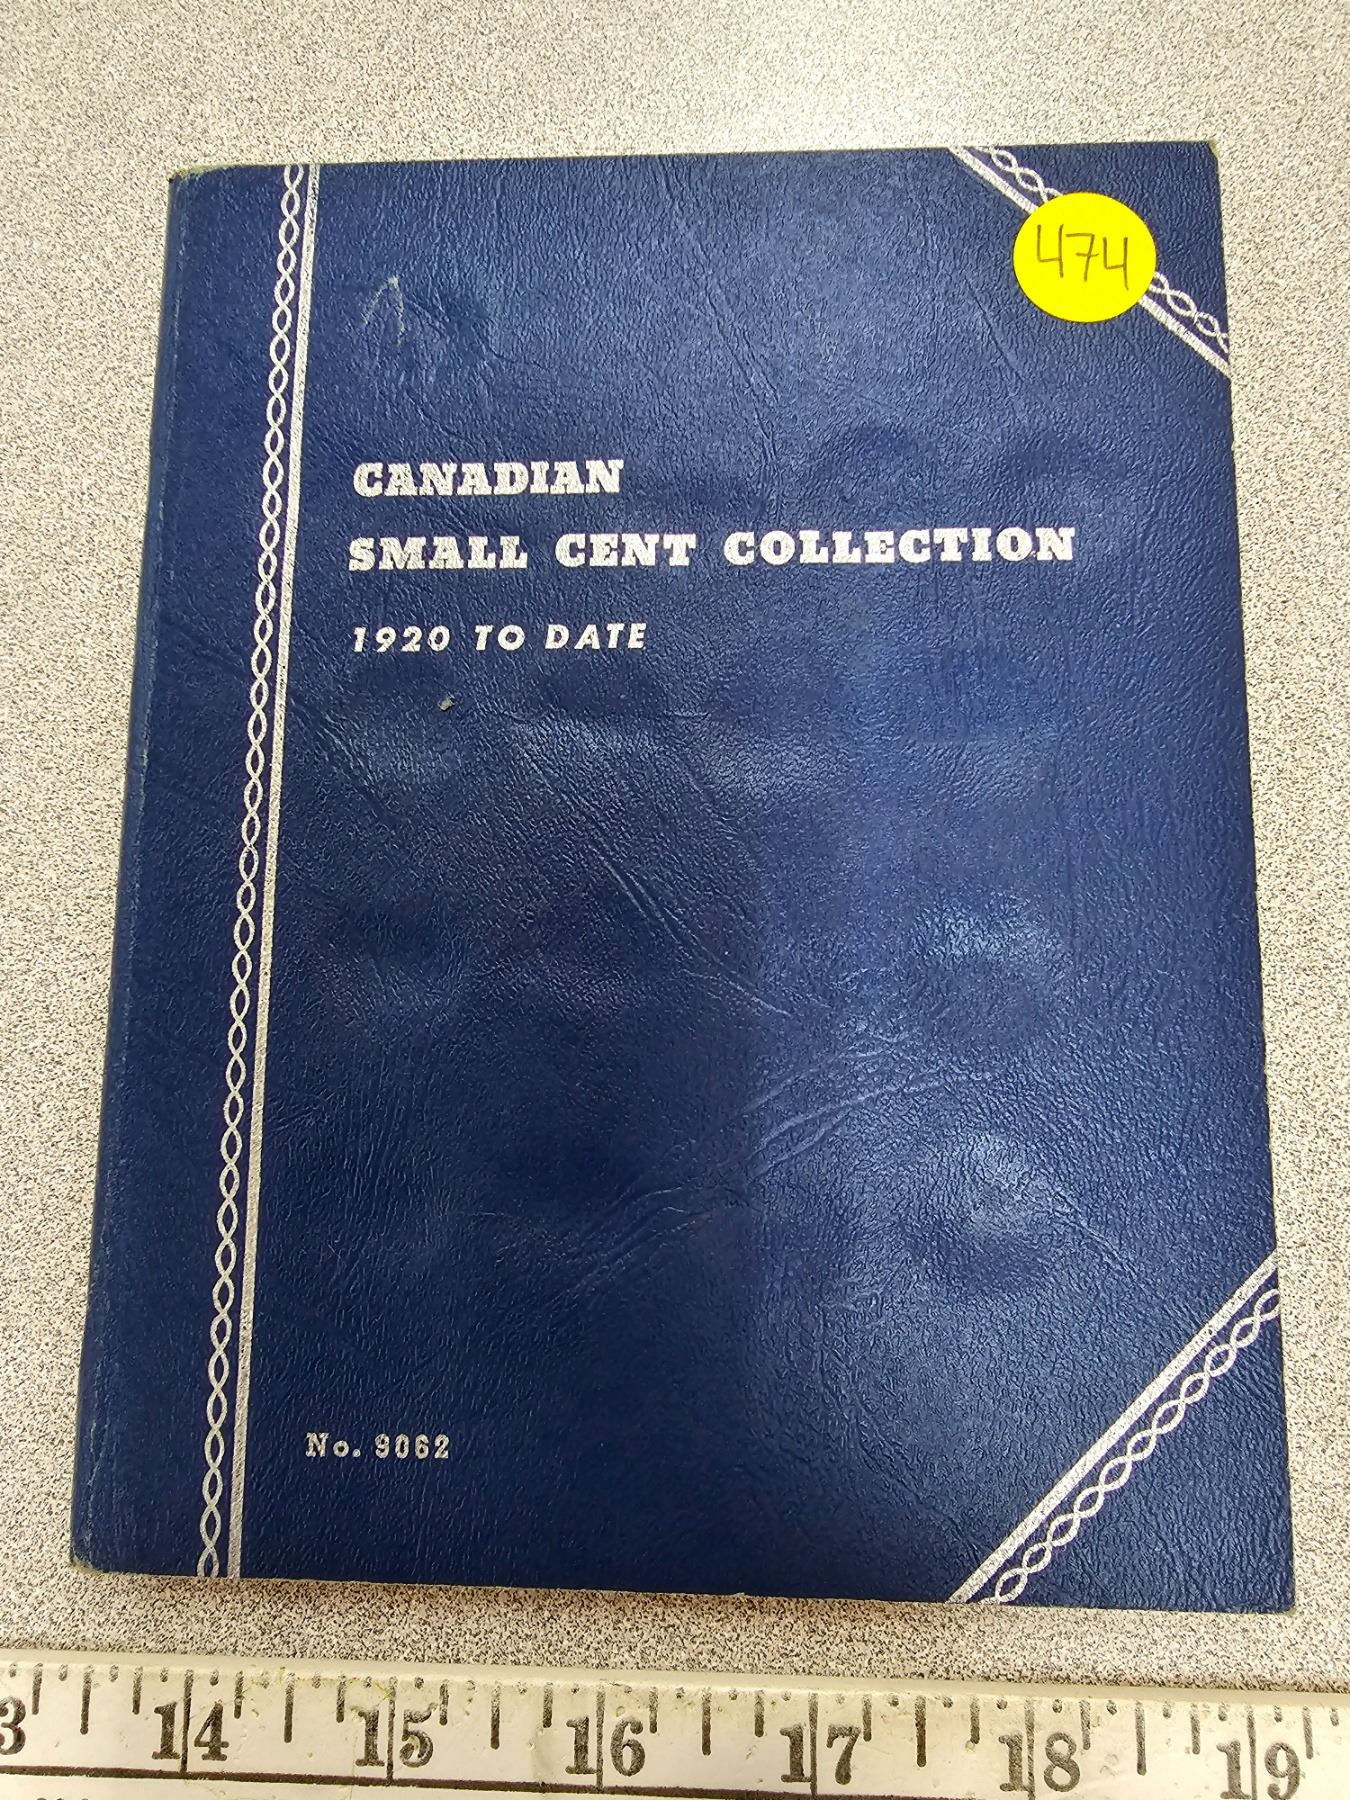 474
CANADIAN
SMALL CENT COLLECTION
1920 TO DATE
No. 9062
3 14 15 16 17 18 19